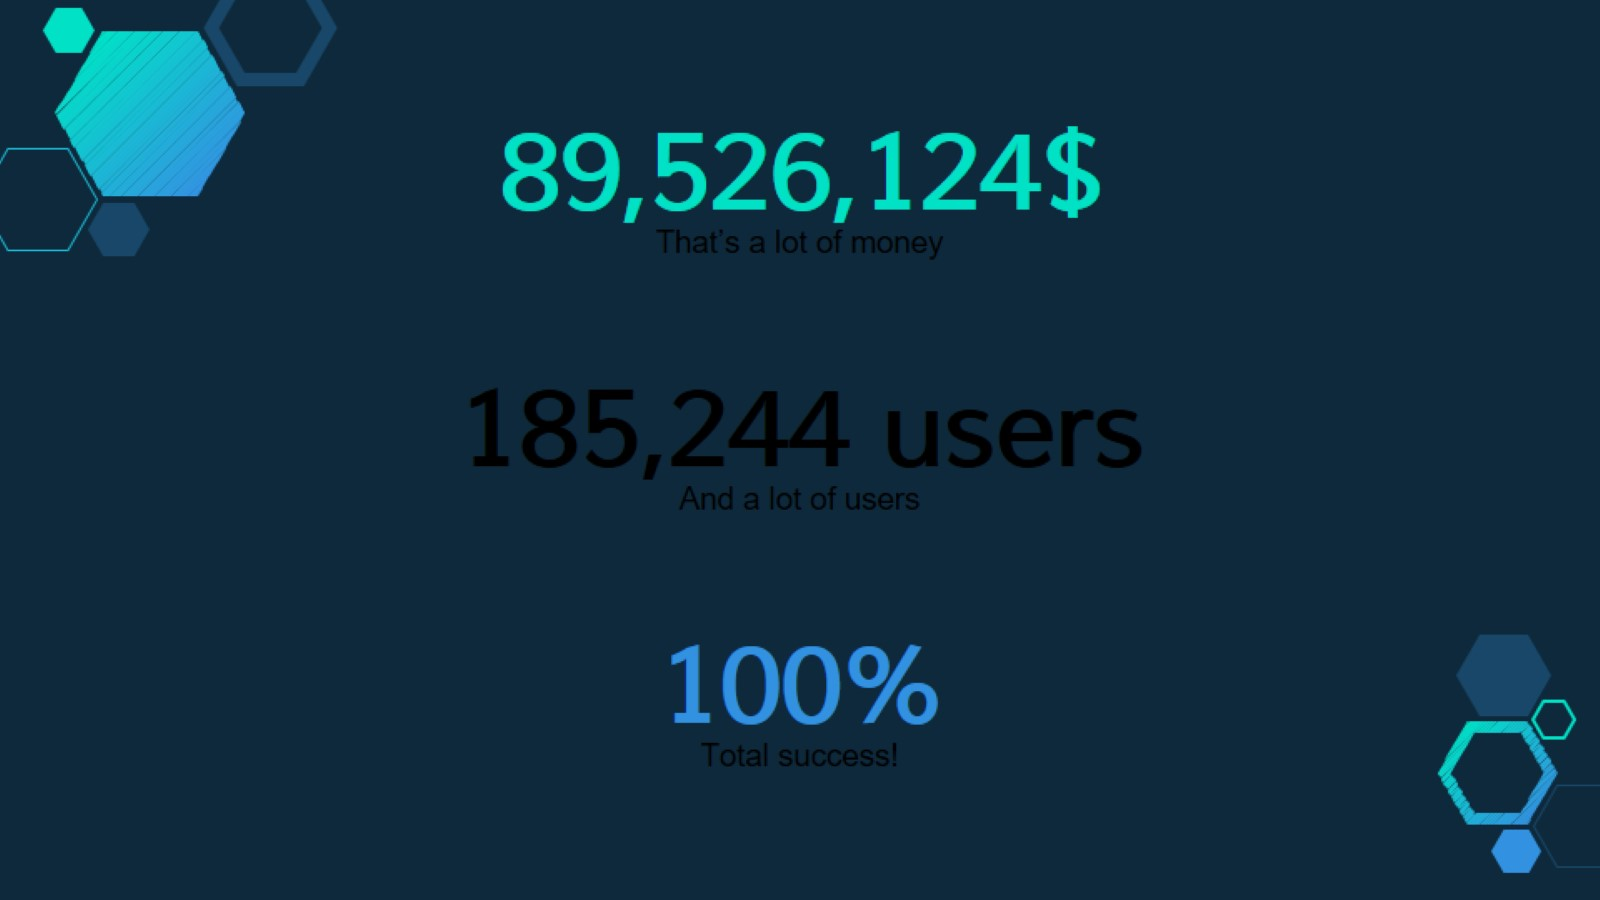 89,526,124$
That’s a lot of money
185,244 users
And a lot of users
100%
Total success!